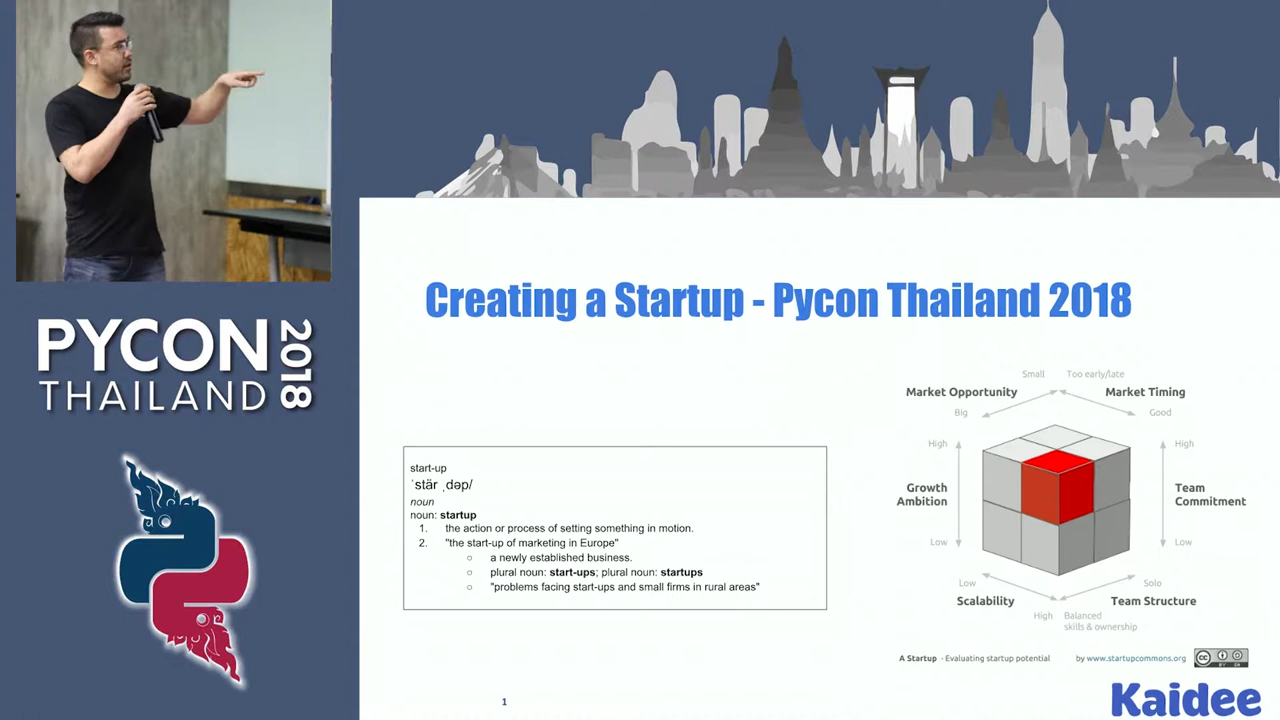 PYCON
THAILAND
2018
Creating a Startup - Pycon Thailand 2018
start-up
ˈstär ˌdəp/
noun
noun: startup
1. the action or process of setting something in motion.
2. "the start-up of marketing in Europe"
○ a newly established business.
○ plural noun: start-ups; plural noun: startups
○ "problems facing start-ups and small firms in rural areas"
Small Too early/late
Market Opportunity Market Timing
Big Good
High High
Growth
Ambition
Team
Commitment
Low Low
Low Solo
Scalability Team Structure
High Balanced
skills & ownership
A Startup - Evaluating startup potential by www.startupcommons.org
CC BY
1
Kaidee